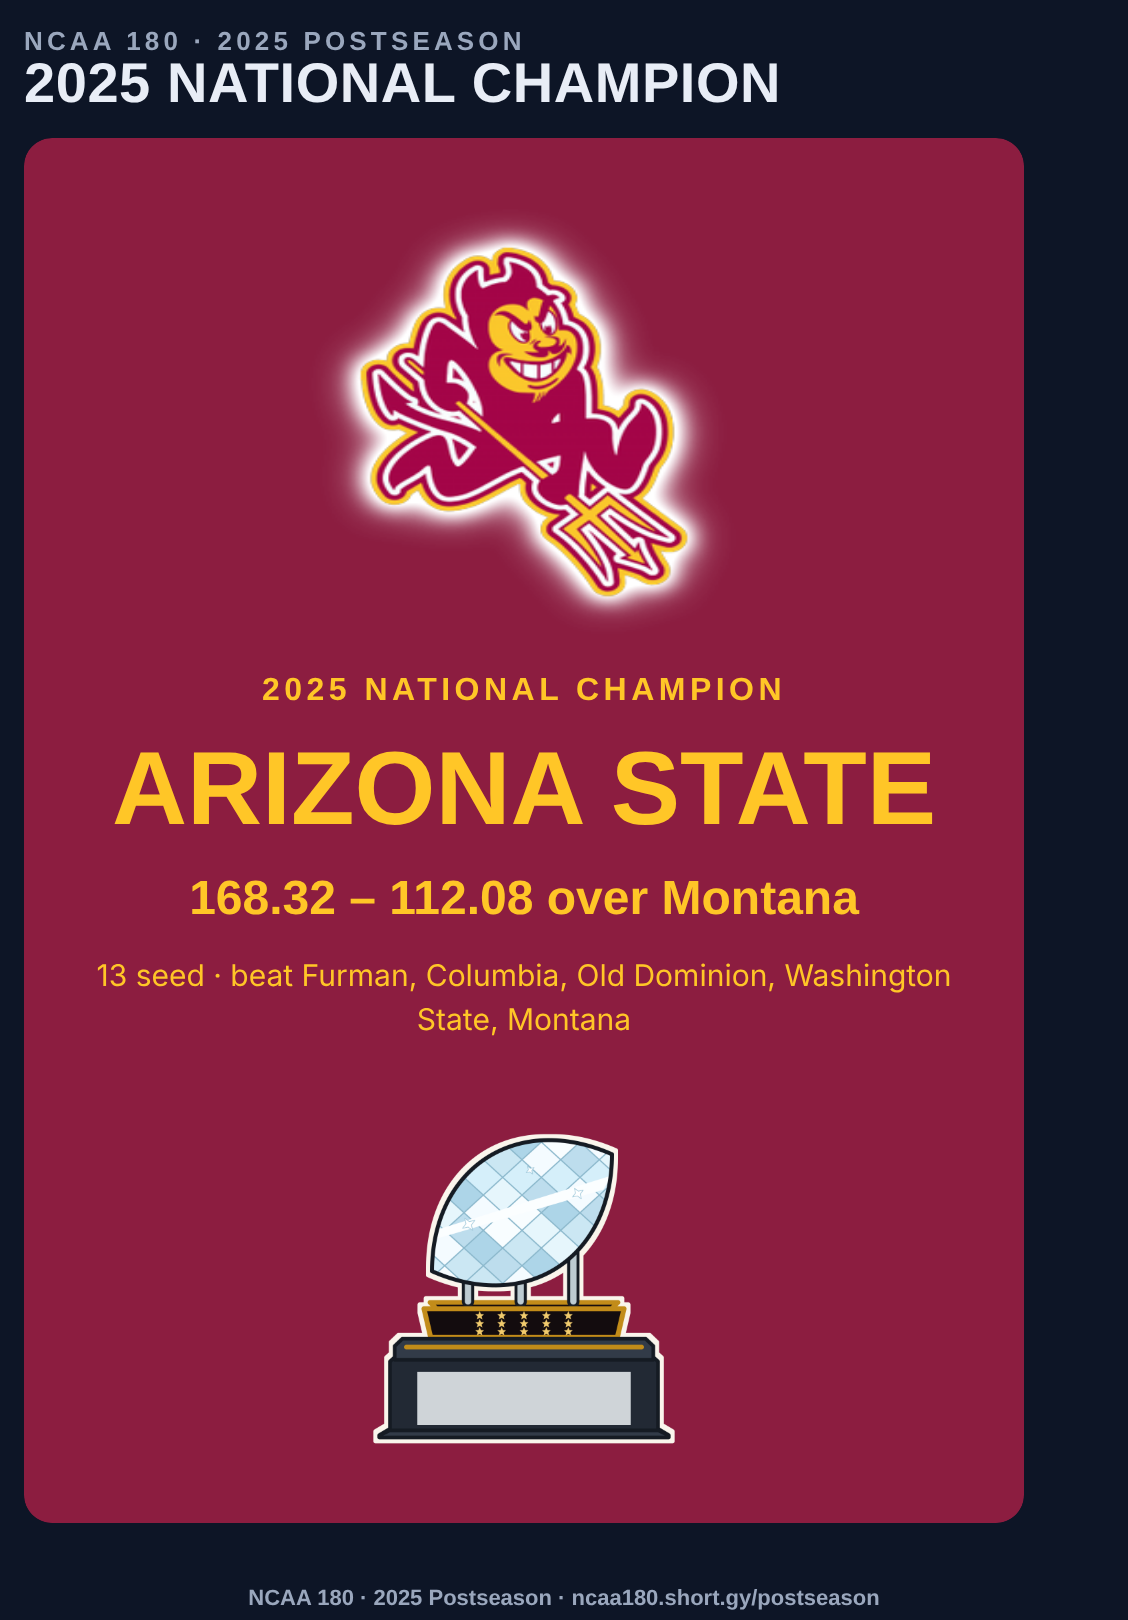 NCAA 180 · 2025 POSTSEASON
2025 NATIONAL CHAMPION
2025 NATIONAL CHAMPION
ARIZONA STATE
168.32 – 112.08 over Montana
13 seed · beat Furman, Columbia, Old Dominion, Washington
State, Montana
NCAA 180 · 2025 Postseason · ncaa180.short.gy/postseason